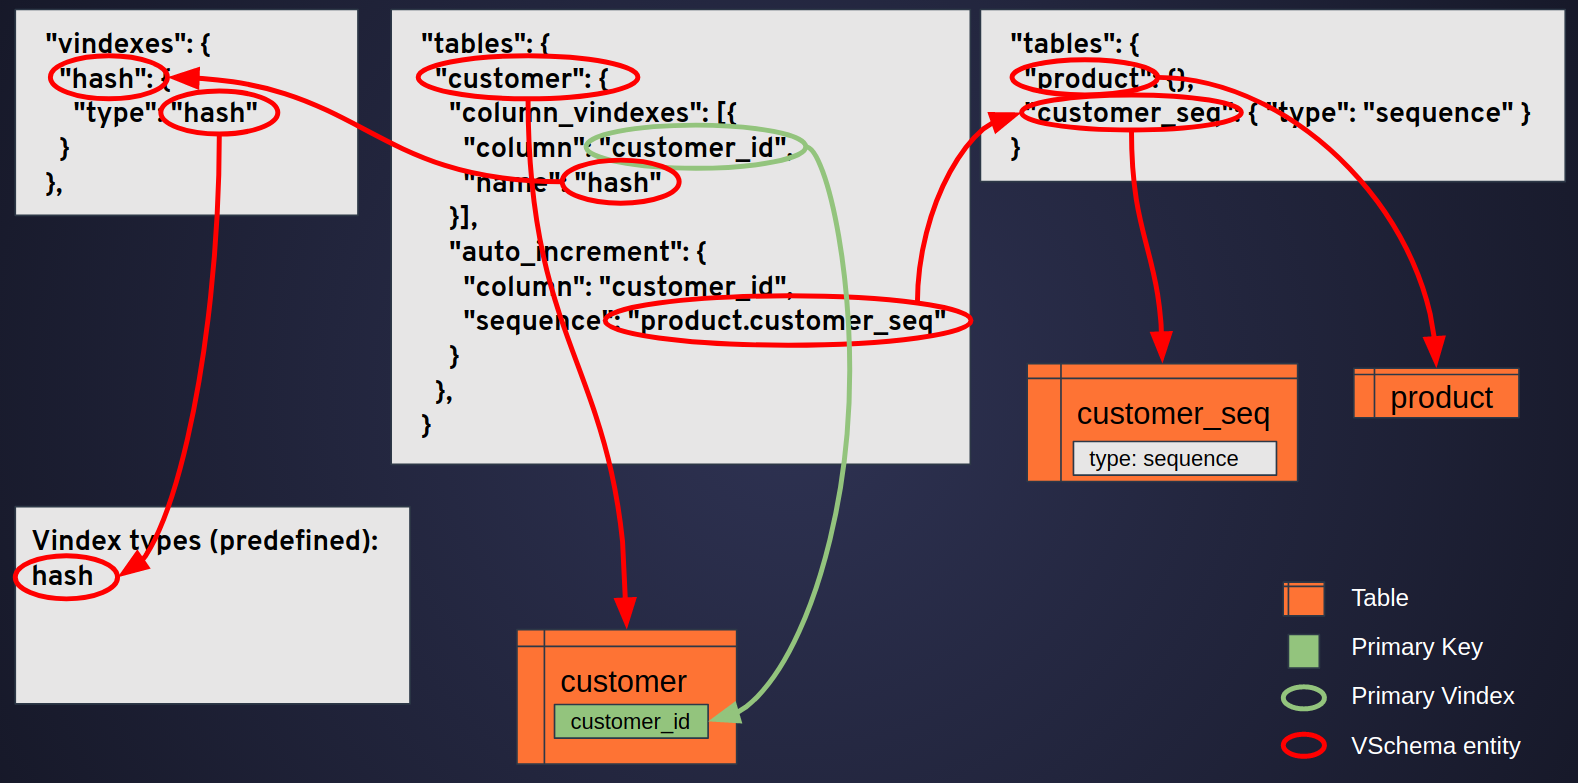 "vindexes": {
"hash": {
"type": "hash"
}
},
"tables": {
"customer": {
"column_vindexes": [{
"column": "customer_id",
"name": "hash"
}],
"auto_increment": {
"column": "customer_id",
"sequence": "product.customer_seq"
}
},
}
"tables": {
"product": {},
"customer_seq": { "type": "sequence" }
}
customer_seq
type: sequence
product
Vindex types (predefined):
hash
customer
customer_id
Table
Primary Key
Primary Vindex
VSchema entity